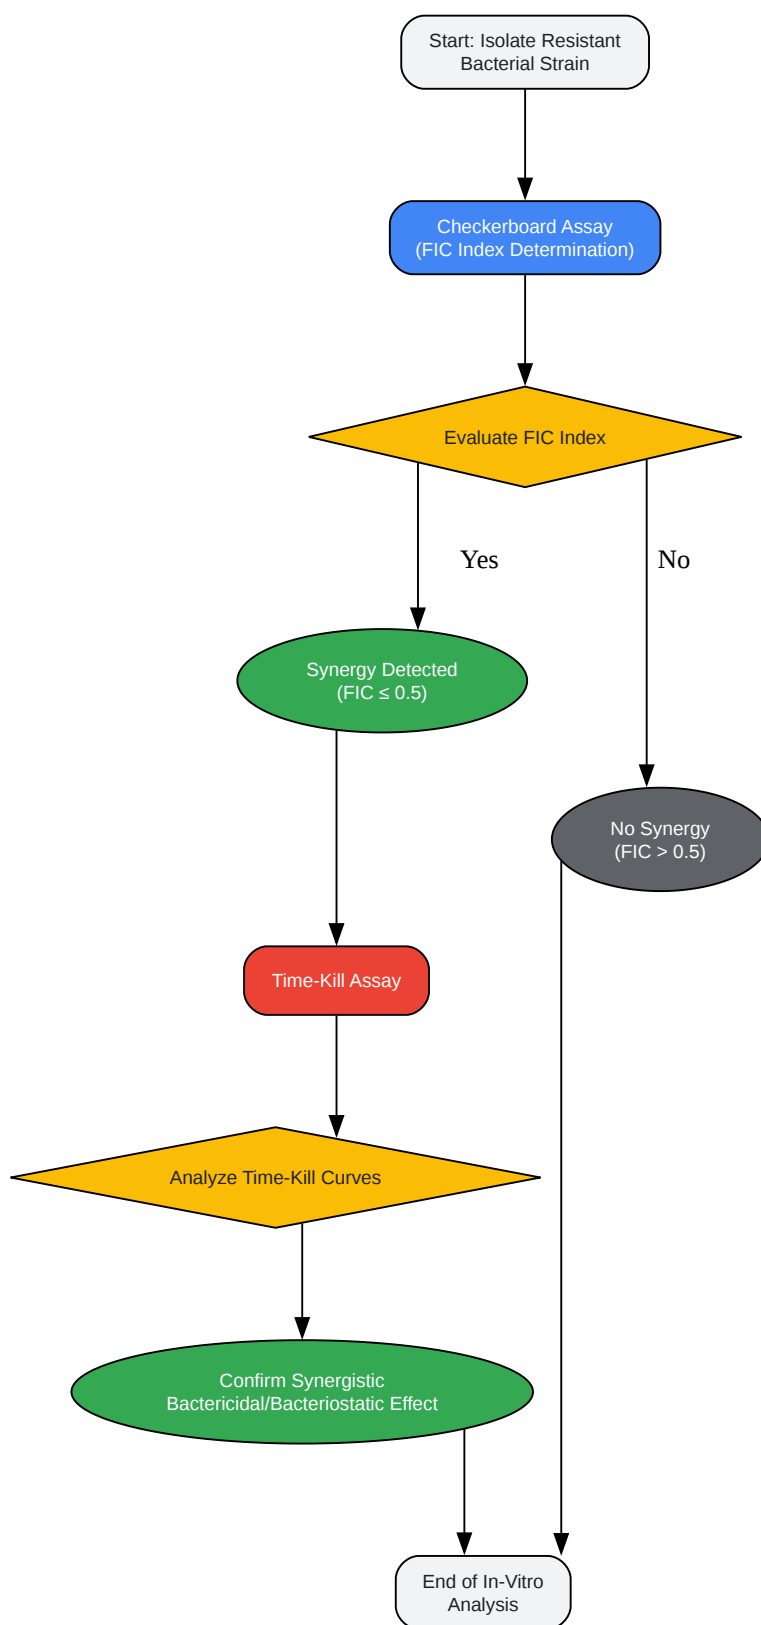 Start: Isolate Resistant
Bacterial Strain
Checkerboard Assay
(FIC Index Determination)
Evaluate FIC Index
Yes
No
Synergy Detected
(FIC ≤ 0.5)
No Synergy
(FIC > 0.5)
Time-Kill Assay
Analyze Time-Kill Curves
Confirm Synergistic
Bactericidal/Bacteriostatic Effect
End of In-Vitro
Analysis